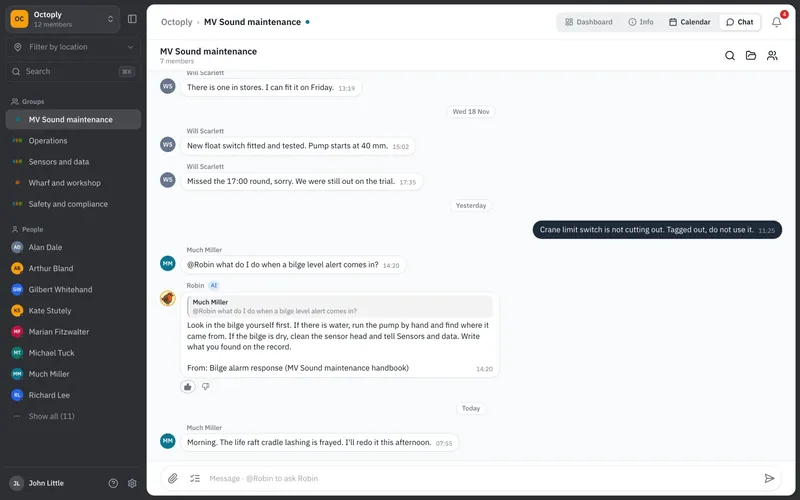 OC
Octoply
12 members
Filter by location
Search
⌘K
Groups
MV Sound maintenance
Operations
Sensors and data
Wharf and workshop
Safety and compliance
People
AD Alan Dale
AB Arthur Bland
GW Gilbert Whitehand
KS Kate Stutely
MF Marian Fitzwalter
MT Michael Tuck
MM Much Miller
RL Richard Lee
Show all (11)
JL John Little
Octoply › MV Sound maintenance
Dashboard
Info
Calendar
Chat
4
MV Sound maintenance
7 members
Will Scarlett
WS There is one in stores. I can fit it on Friday. 13:19
Wed 18 Nov
Will Scarlett
WS New float switch fitted and tested. Pump starts at 40 mm. 15:02
Will Scarlett
WS Missed the 17:00 round, sorry. We were still out on the trial. 17:35
Yesterday
Crane limit switch is not cutting out. Tagged out, do not use it. 11:25
Much Miller
MM @Robin what do I do when a bilge level alert comes in? 14:20
Robin AI
Much Miller
@Robin what do I do when a bilge level alert comes in?
Look in the bilge yourself first. If there is water, run the pump by hand and find where it
came from. If the bilge is dry, clean the sensor head and tell Sensors and data. Write
what you found on the record.
From: Bilge alarm response (MV Sound maintenance handbook) 14:20
Today
Much Miller
MM Morning. The life raft cradle lashing is frayed. I'll redo it this afternoon. 07:55
Message · @Robin to ask Robin